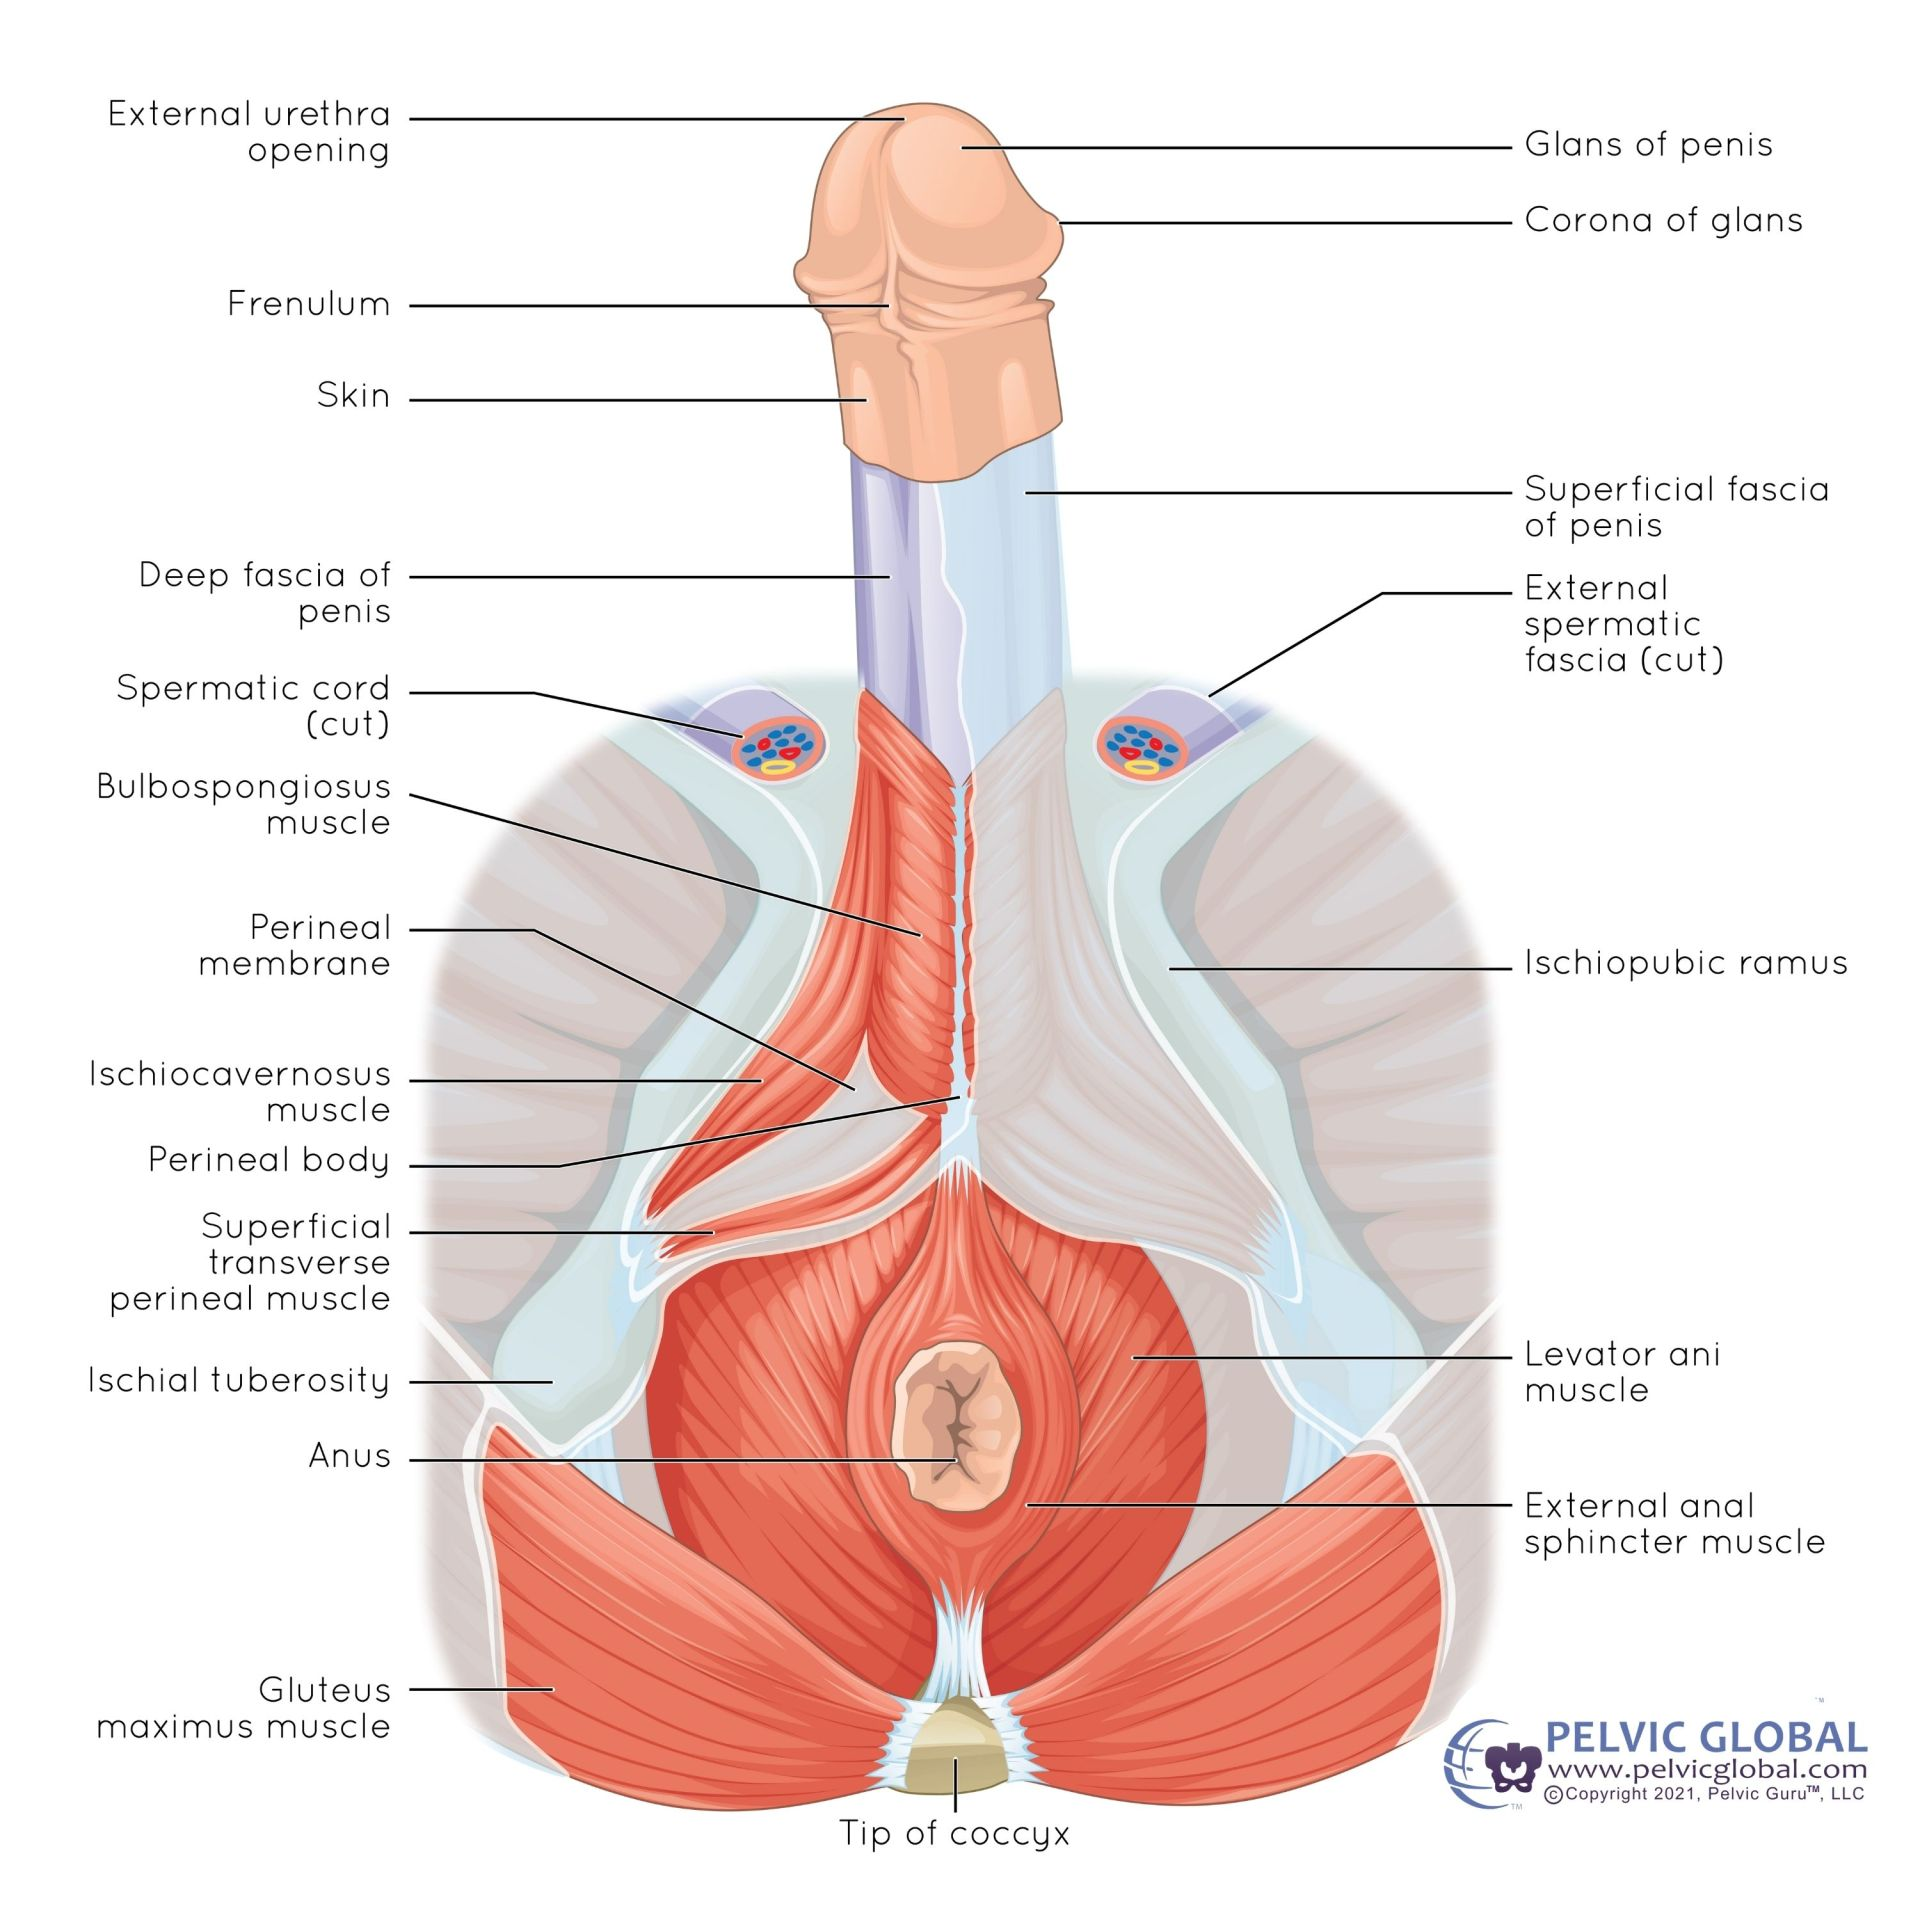 External urethra
opening
Frenulum
Skin
Deep fascia of
penis
Spermatic cord
(cut)
Bulbospongiosus
muscle
Perineal
membrane
Ischiocavernosus
muscle
Perineal body
Superficial
transverse
perineal muscle
Ischial tuberosity
Anus
Gluteus
maximus muscle
Tip of coccyx
Glans of penis
Corona of glans
Superficial fascia
of penis
External
spermatic
fascia (cut)
Ischiopubic ramus
Levator ani
muscle
External anal
sphincter muscle
™
PELVIC GLOBAL
www.pelvicglobal.com
©Copyright 2021, Pelvic Guru™, LLC
™